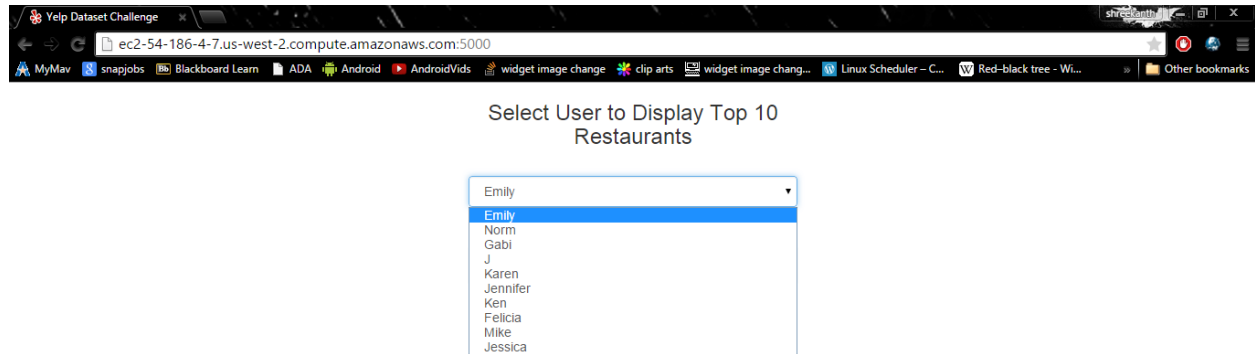 Yelp Dataset Challenge
shreekanth
ec2-54-186-4-7.us-west-2.compute.amazonaws.com:5000
MyMav snapjobs Bb Blackboard Learn ADA Android AndroidVids widget image change clip arts widget image chang... Linux Scheduler – C... W Red–black tree - Wi... » Other bookmarks
Select User to Display Top 10
Restaurants
Emily
Emily
Norm
Gabi
J
Karen
Jennifer
Ken
Felicia
Mike
Jessica